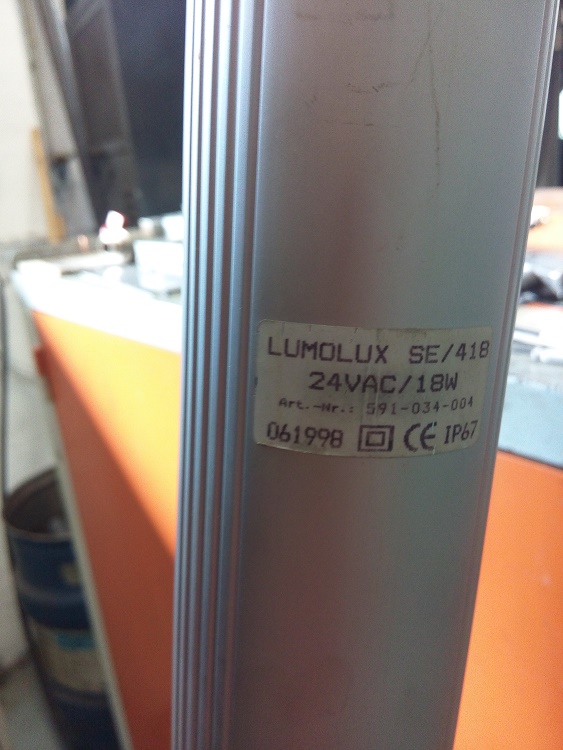 LUMOLUX SE/418
24VAC/18W
Art.-Nr.: 591-034-004
061998 CE IP67